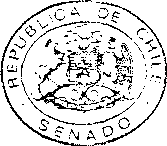 REPUBLICA DE CHILE
SENADO